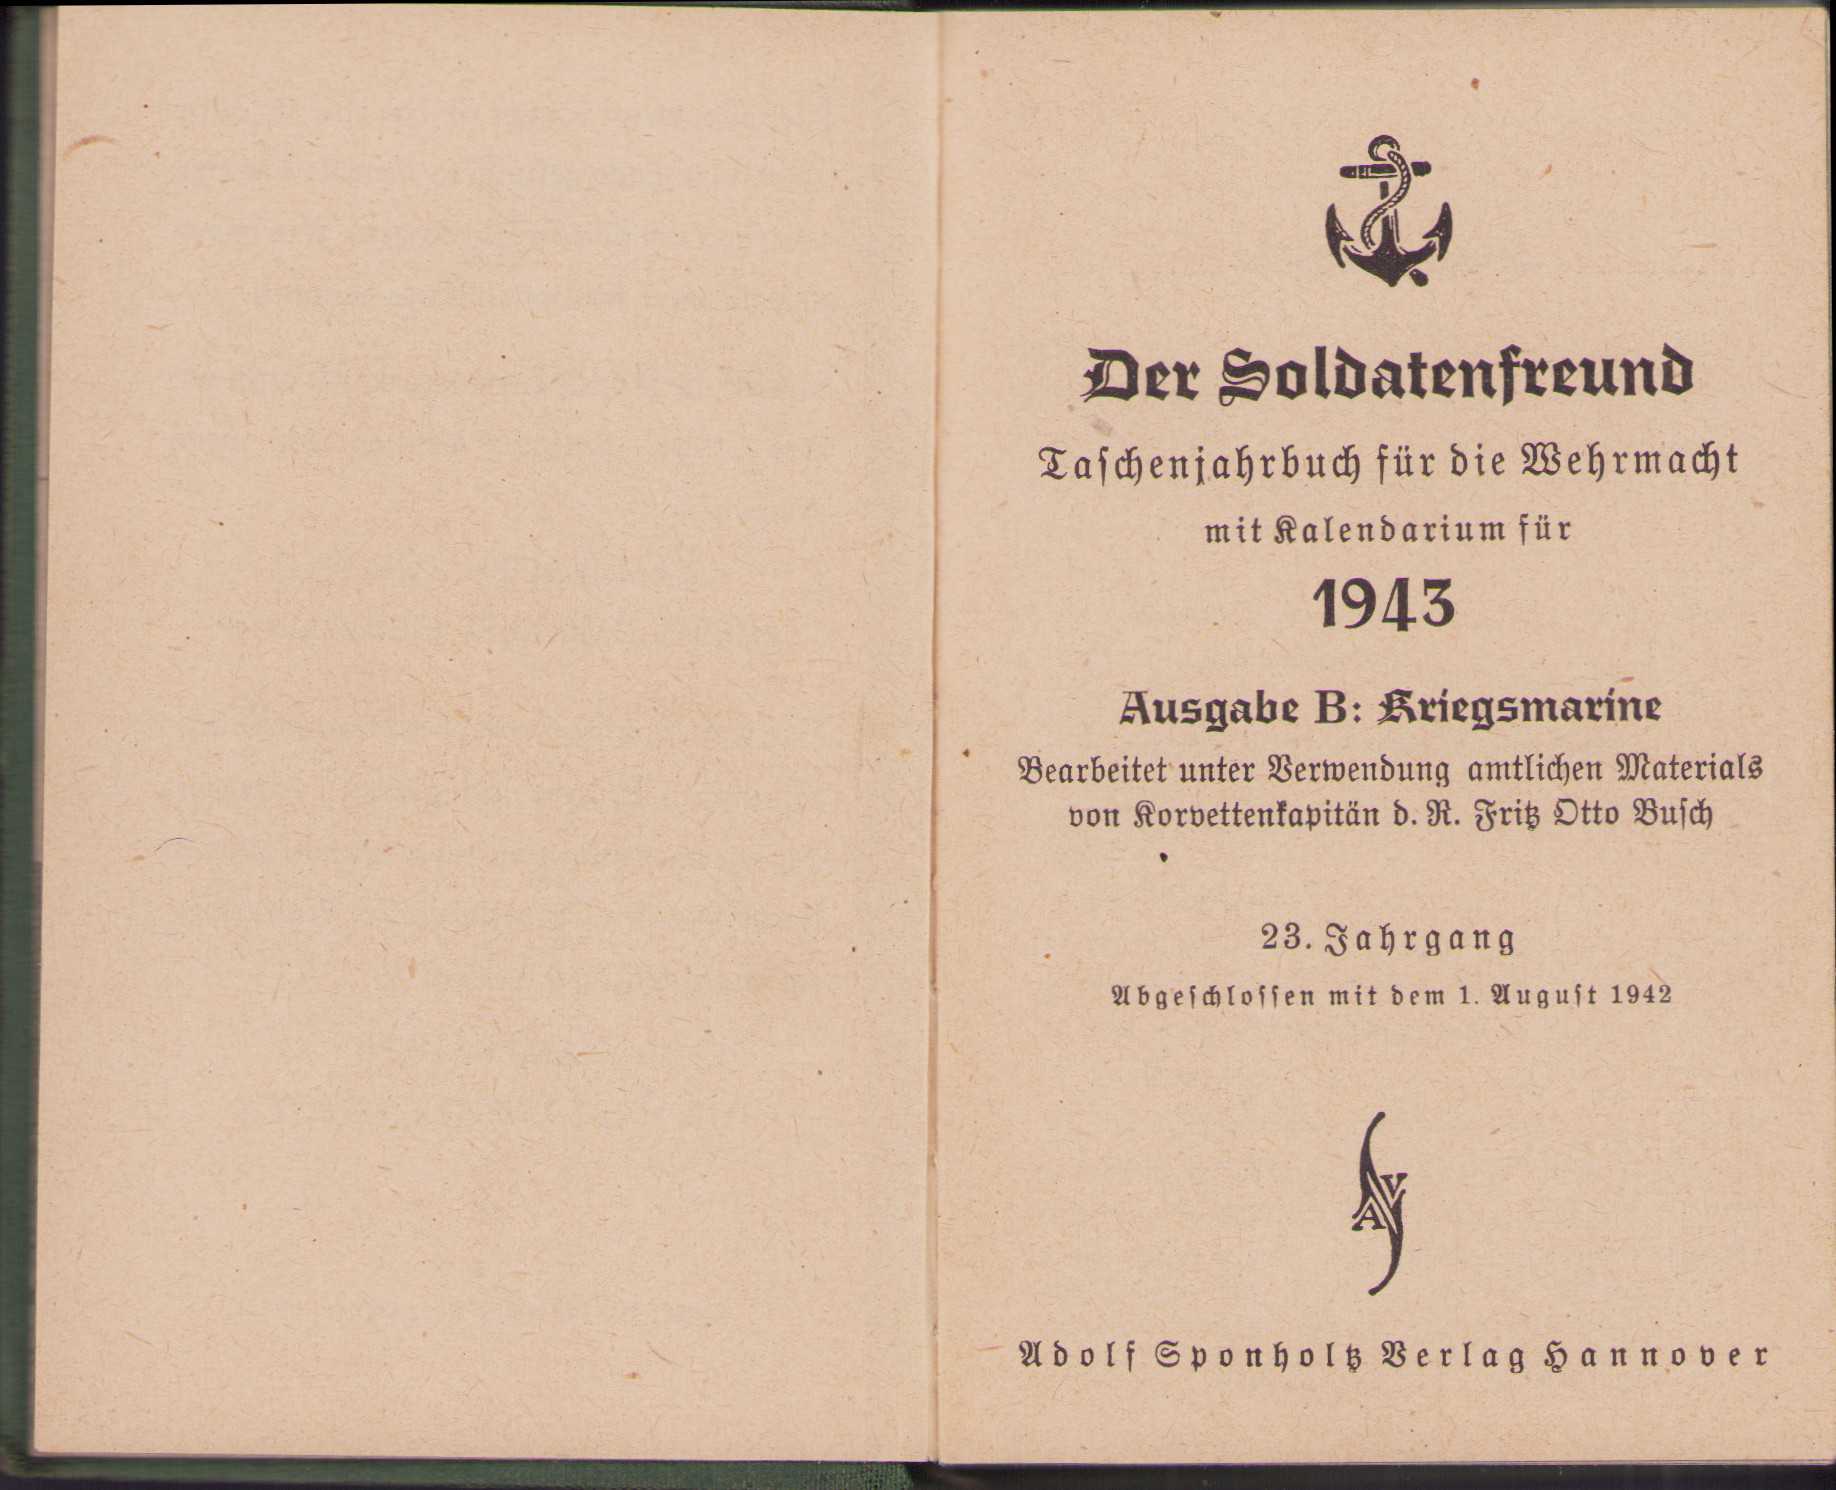 Der Soldatenfreund
Taſchenjahrbuch für die Wehrmacht
mit Kalendarium für
1943
Ausgabe B: Kriegsmarine
Bearbeitet unter Verwendung amtlichen Materials
von Korvettenkapitän d. R. Fritz Otto Buſch
23. Jahrgang
Abgeſchloſſen mit dem 1. Auguſt 1942
ASV
Adolf Sponholtz Verlag Hannover